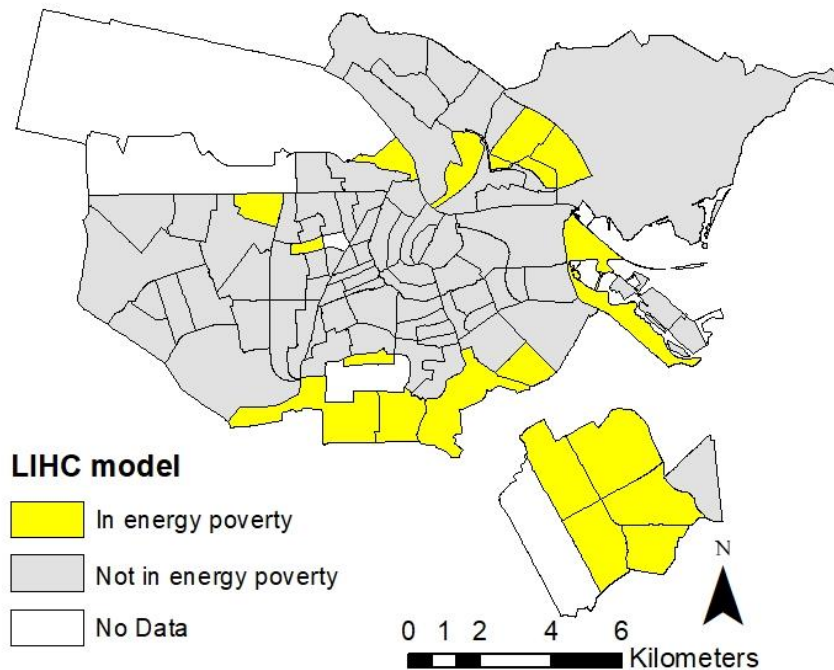 LIHC model
In energy poverty
Not in energy poverty
No Data
N
0 1 2 4 6
Kilometers